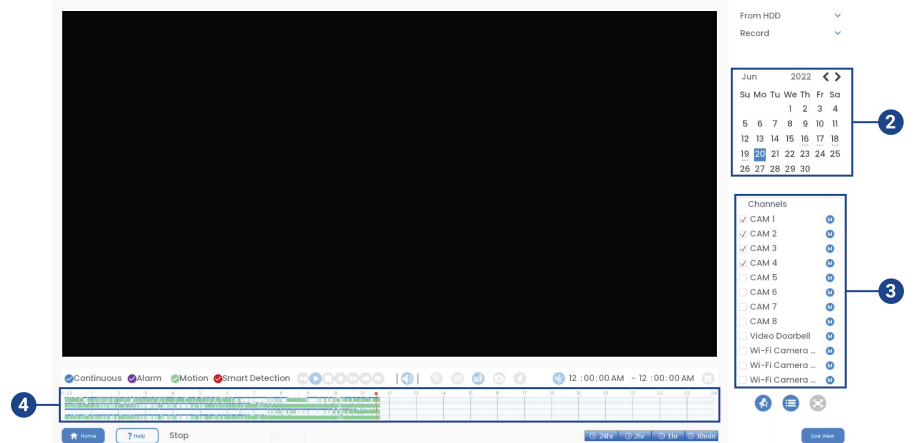 From HDD
Record
Jun 2022
Su Mo Tu We Th Fr Sa
1 2 3 4
5 6 7 8 9 10 11
12 13 14 15 16 17 18
19 20 21 22 23 24 25
26 27 28 29 30
2
Channels
CAM 1 M
CAM 2 M
CAM 3 M
CAM 4 M
CAM 5 M
CAM 6 M
CAM 7 M
CAM 8 M
Video Doorbell M
Wi-Fi Camera ... M
Wi-Fi Camera ... M
Wi-Fi Camera ... M
3
Continuous Alarm Motion Smart Detection 12 :00:00 AM - 12 :00:00 AM
4
Home ? Help Stop 24hr 2hr 1hr 30min Live View